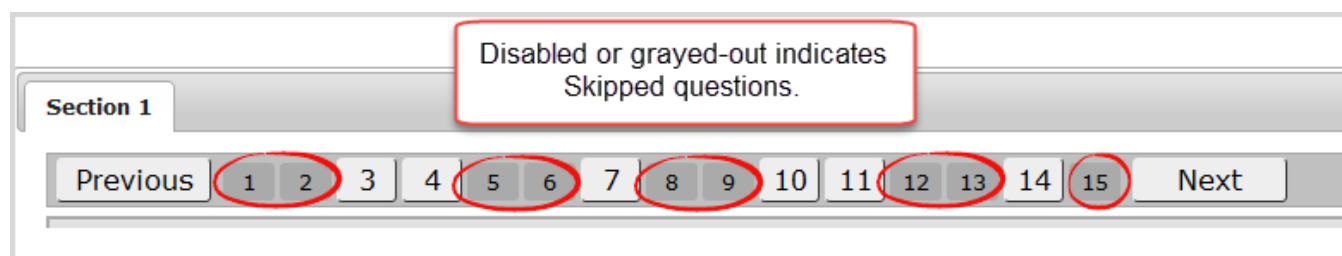 Disabled or grayed-out indicates
Skipped questions.
Section 1
Previous 1 2 3 4 5 6 7 8 9 10 11 12 13 14 15 Next